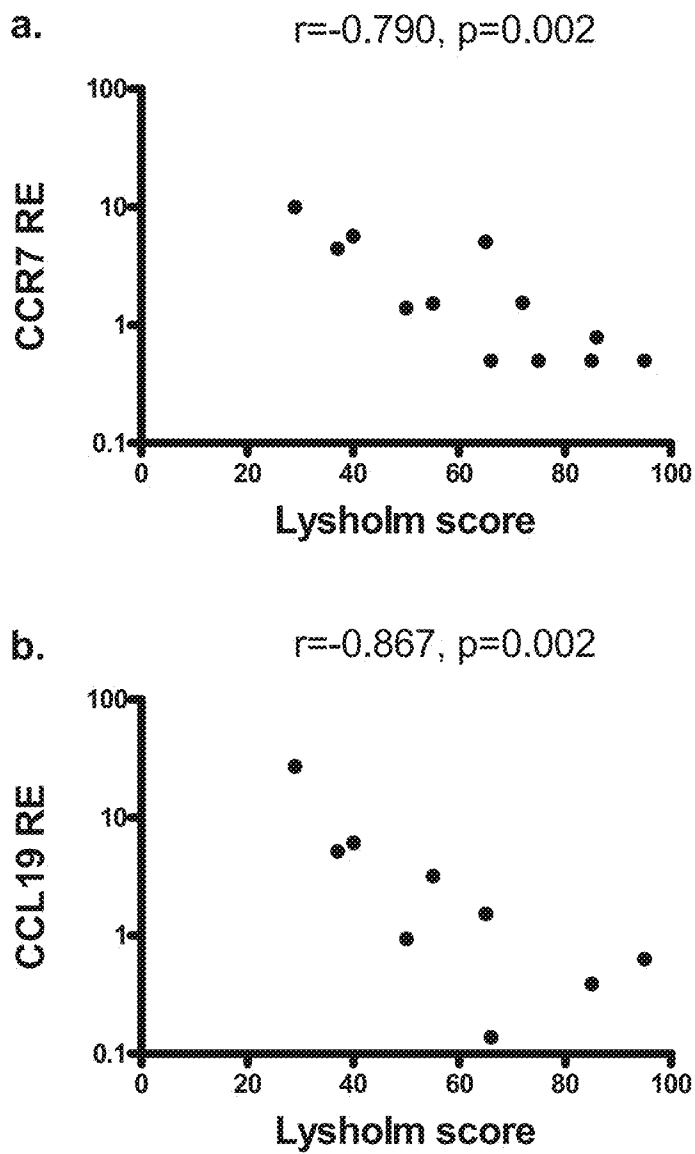 a.
r=-0.790, p=0.002
100
10
1
0.1
CCR7 RE
0 20 40 60 80 100
Lysholm score
b.
r=-0.867, p=0.002
100
10
1
0.1
CCL19 RE
0 20 40 60 80 100
Lysholm score